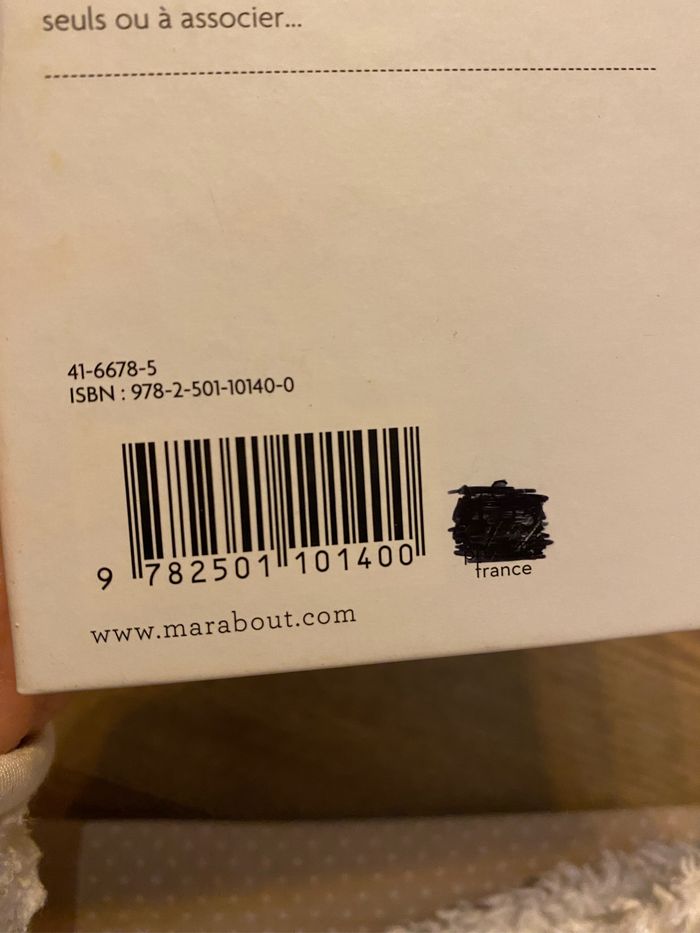 seuls ou à associer...
41-6678-5
ISBN : 978-2-501-10140-0
9 782501 101400
france
www.marabout.com